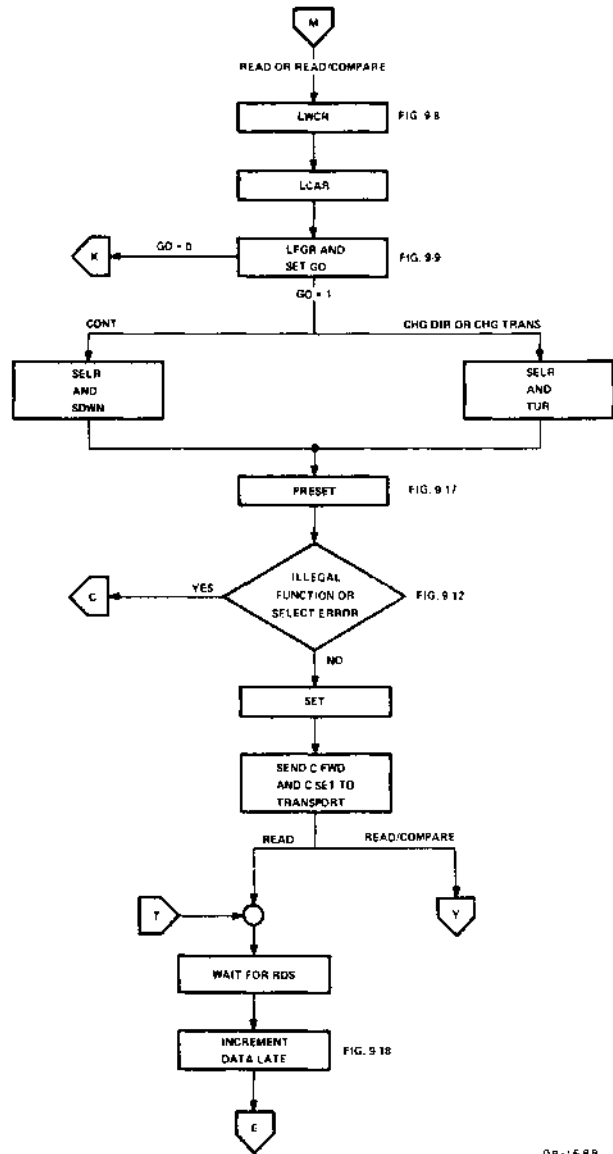 M
READ OR READ/COMPARE
LWCR
FIG. 9-8
LCAR
GO = 0
K
LFGR AND
SET GO
FIG. 9-9
GO = 1
CONT
CHG DIR OR CHG TRANS
SELR
AND
SDWN
SELR
AND
TUR
PRESET
FIG. 9-17
ILLEGAL
FUNCTION OR
SELECT ERROR
YES
C
FIG. 9-12
NO
SET
SEND C FWD
AND C SET TO
TRANSPORT
READ
READ/COMPARE
T
Y
WAIT FOR RDS
INCREMENT
DATA LATE
FIG. 9-18
E